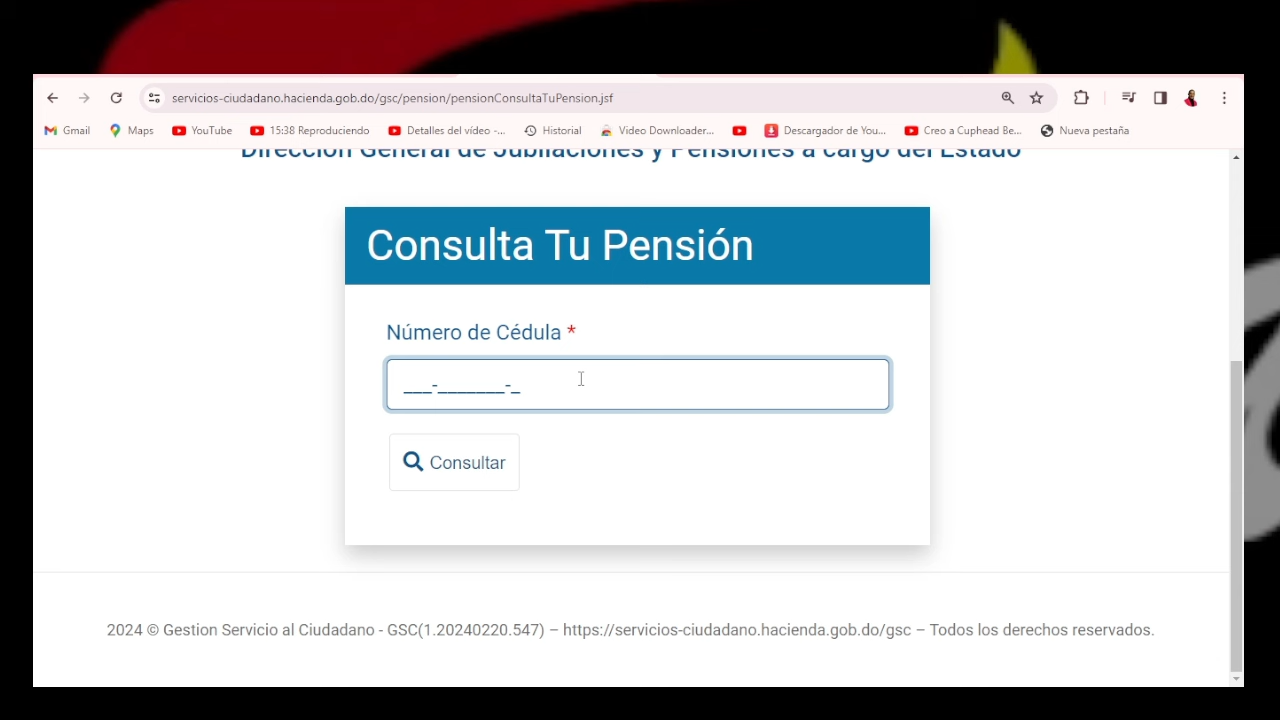 servicios-ciudadano.hacienda.gob.do/gsc/pension/pensionConsultaTuPension.jsf
Gmail Maps YouTube 15:38 Reproduciendo Detalles del vídeo -... Historial Video Downloader... Descargador de You... Creo a Cuphead Be... Nueva pestaña
Dirección General de Jubilaciones y Pensiones a cargo del Estado
Consulta Tu Pensión
Número de Cédula *
___-_______-_
Consultar
2024 © Gestion Servicio al Ciudadano - GSC(1.20240220.547) – https://servicios-ciudadano.hacienda.gob.do/gsc – Todos los derechos reservados.